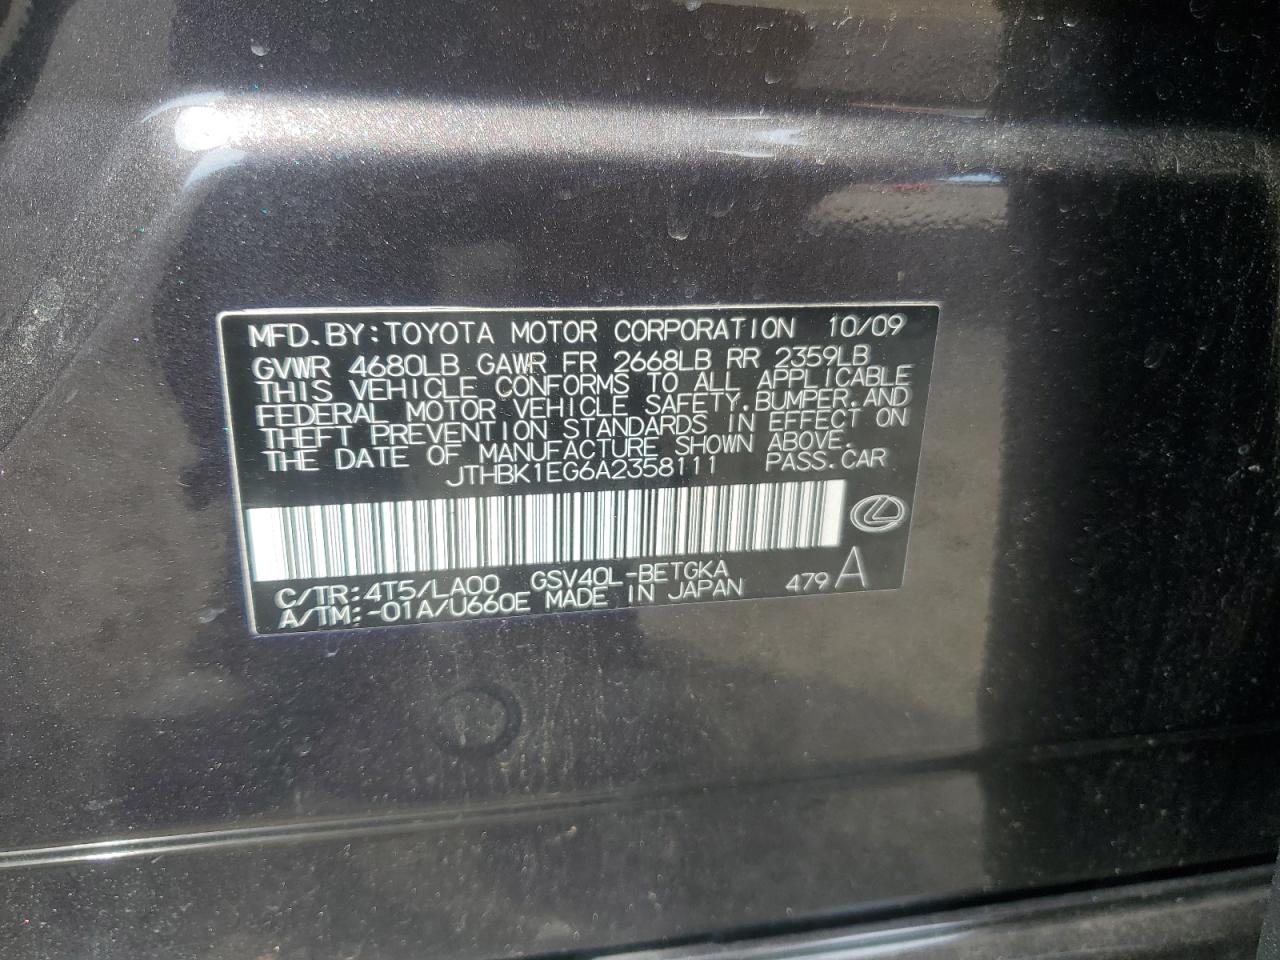 MFD.BY:TOYOTA MOTOR CORPORATION 10/09
GVWR 4680LB GAWR FR 2668LB RR 2359LB
THIS VEHICLE CONFORMS TO ALL APPLICABLE
FEDERAL MOTOR VEHICLE SAFETY,BUMPER,AND
THEFT PREVENTION STANDARDS IN EFFECT ON
THE DATE OF MANUFACTURE SHOWN ABOVE.
JTHBK1EG6A2358111 PASS.CAR
C/TR:4T5/LA00 GSV40L-BETGKA
A/TM:-01A/U660E MADE IN JAPAN 479 A